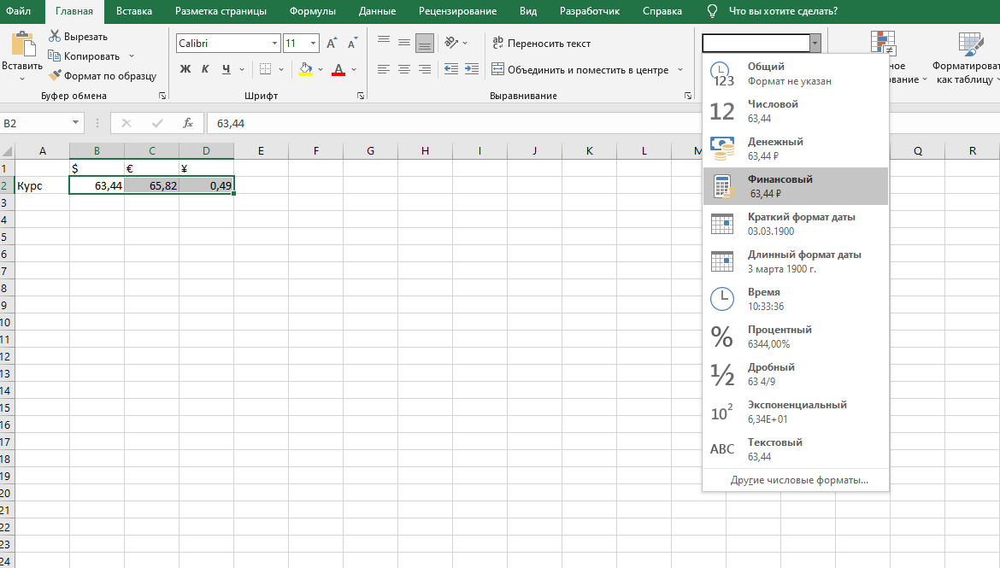 Файл Главная Вставка Разметка страницы Формулы Данные Рецензирование Вид Разработчик Справка Что вы хотите сделать?
Вставить
Вырезать
Копировать
Формат по образцу
Буфер обмена
Calibri 11
Ж К Ч
Шрифт
ab Переносить текст
Объединить и поместить в центре
Выравнивание
ное
ование
Форматироват
как таблицу
B2 fx 63,44
A B C D E F G H I J K L M Q R
1 $ € ¥
2 Курс 63,44 65,82 0,49
3
4
5
6
7
8
9
10
11
12
13
14
15
16
17
18
19
20
21
22
23
24
123
Общий
Формат не указан
12
Числовой
63,44
Денежный
63,44 ₽
Финансовый
63,44 ₽
Краткий формат даты
03.03.1900
Длинный формат даты
3 марта 1900 г.
Время
10:33:36
%
Процентный
6344,00%
½
Дробный
63 4/9
10²
Экспоненциальный
6,34E+01
ABC
Текстовый
63,44
Другие числовые форматы...